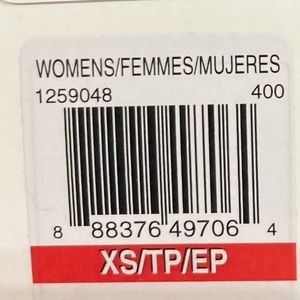 WOMENS/FEMMES/MUJERES
1259048 400
8 88376 49706 4
XS/TP/EP